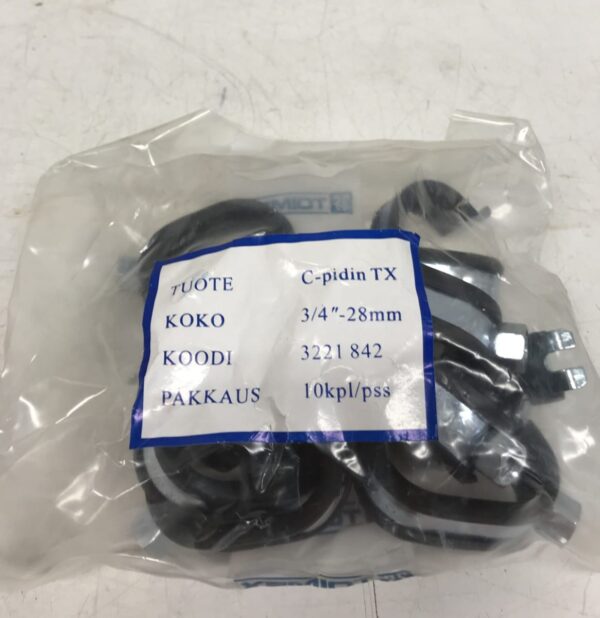 TUOTE C-pidin TX
KOKO 3/4"-28mm
KOODI 3221 842
PAKKAUS 10kpl/pss